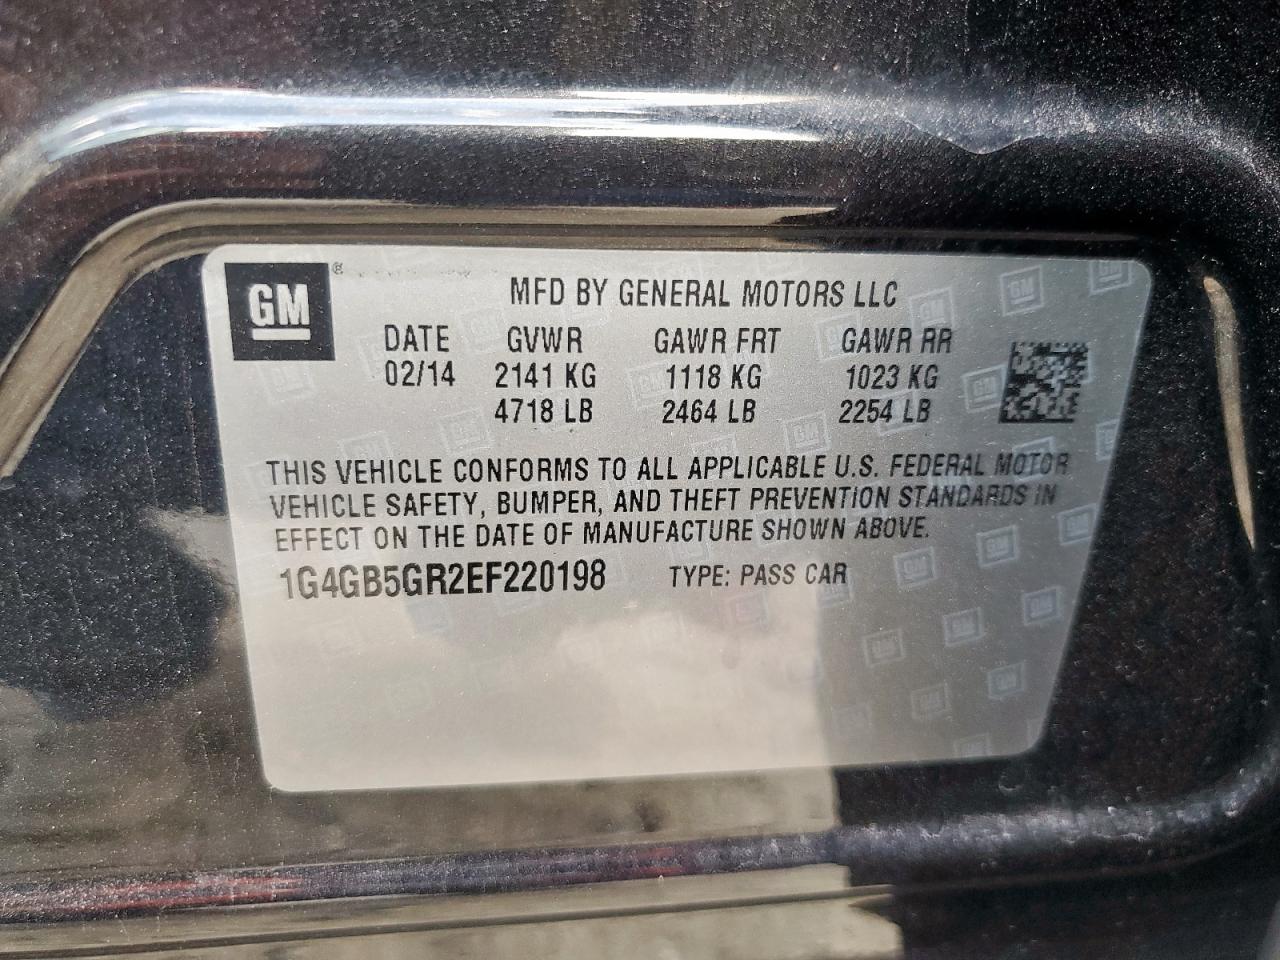 GM ®
MFD BY GENERAL MOTORS LLC
DATE GVWR GAWR FRT GAWR RR
02/14 2141 KG 1118 KG 1023 KG
4718 LB 2464 LB 2254 LB
THIS VEHICLE CONFORMS TO ALL APPLICABLE U.S. FEDERAL MOTOR
VEHICLE SAFETY, BUMPER, AND THEFT PREVENTION STANDARDS IN
EFFECT ON THE DATE OF MANUFACTURE SHOWN ABOVE.
1G4GB5GR2EF220198 TYPE: PASS CAR